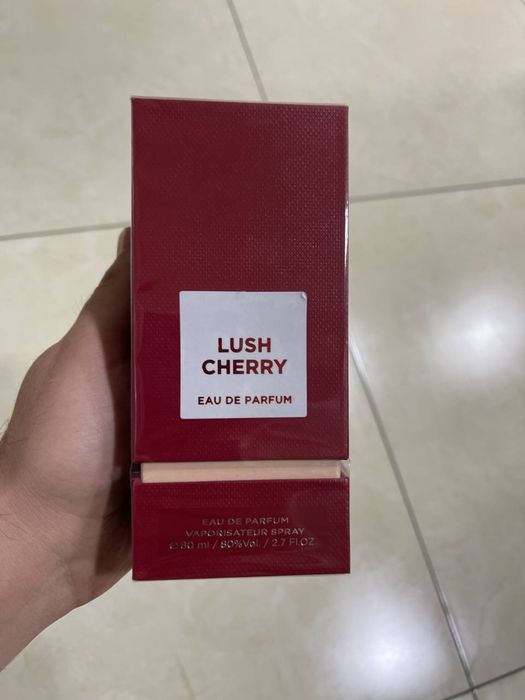 LUSH
CHERRY
EAU DE PARFUM
EAU DE PARFUM
VAPORISATEUR SPRAY
℮ 80 ml / 80%Vol. / 2.7 Fl.OZ.